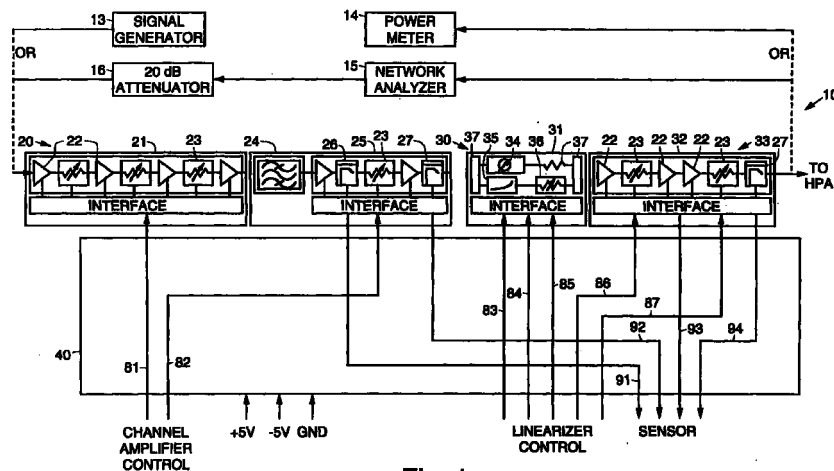 13
SIGNAL
GENERATOR
14
POWER
METER
OR
OR
16
20 dB
ATTENUATOR
15
NETWORK
ANALYZER
10
20
22
21
23
24
26
25
23
27
30
37
35
34
36
31
37
22
23
22
32
22
23
33
27
TO
HPA
INTERFACE
INTERFACE
INTERFACE
INTERFACE
40
81
82
83
84
85
86
87
92
93
94
91
CHANNEL
AMPLIFIER
CONTROL
+5V
-5V
GND
LINEARIZER
CONTROL
SENSOR